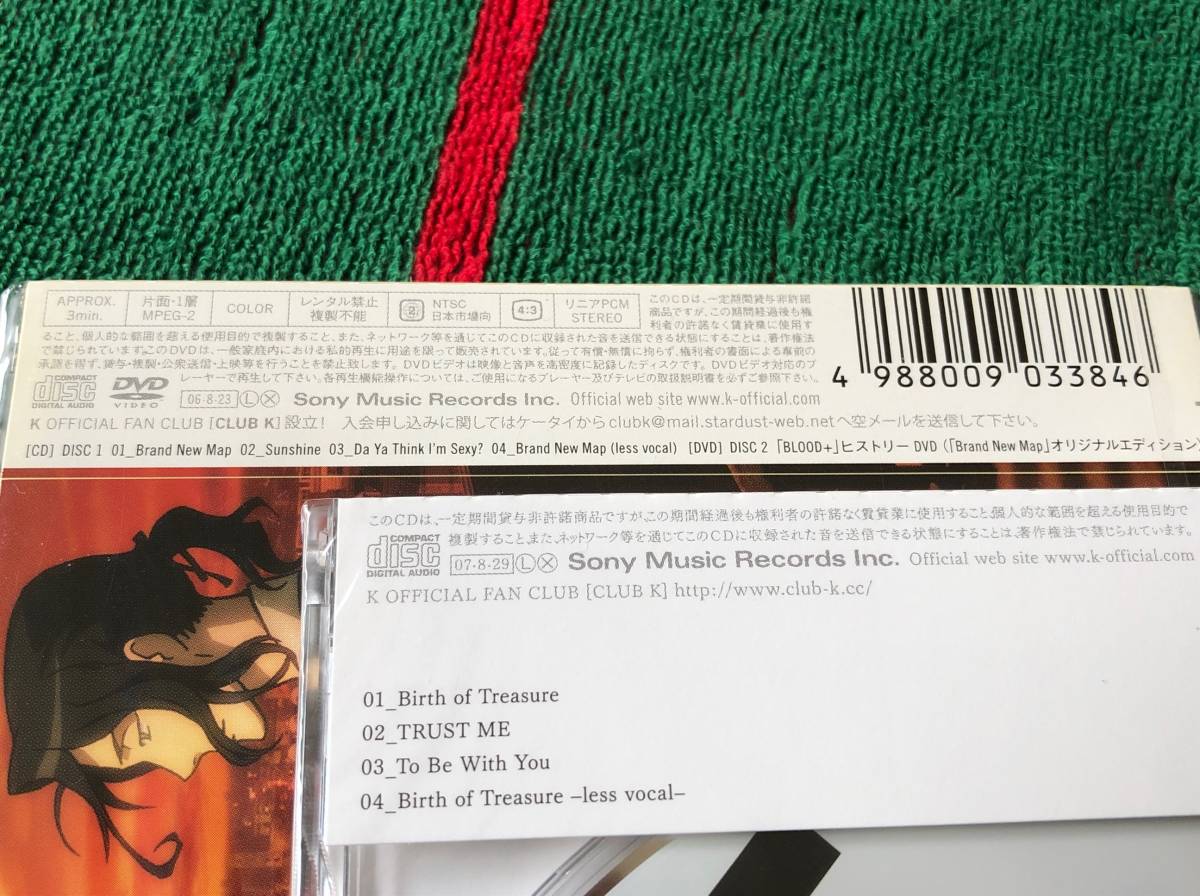 APPROX. 3min.
片面・1層 MPEG-2
COLOR
レンタル禁止 複製不能
2
NTSC 日本市場向
4:3
リニアPCM STEREO
このCDは、一定期間貸与非許諾
商品ですが、この期間経過後も権
利者の許諾なく賃貸業に使用す
ること、個人的な範囲を超える使用目的で複製すること、また、ネットワーク等を通じてこのCDに収録された音を送信できる状態にすることは、著作権法
で禁じられています。このDVDは、一般家庭内における私的再生に用途を限って販売されています。従って有償・無償に拘らず、権利者の書面による事前の
承諾を得ず、貸与・複製・公衆送信・上映等を行うことを禁止致します。DVDビデオは映像と音声を高密度に記録したディスクです。DVDビデオ対応のプ
レーヤーで再生して下さい。各再生機能操作については、ご使用になるプレーヤー及びテレビの取扱説明書を必ずご参照下さい。
COMPACT disc DIGITAL AUDIO
DVD VIDEO
06-8-23 L X Sony Music Records Inc. Official web site www.k-official.com
4 988009 033846
K OFFICIAL FAN CLUB [CLUB K] 設立! 入会申し込みに関してはケータイからclubk@mail.stardust-web.netへ空メールを送信して下さい。
[CD] DISC 1 01_Brand New Map 02_Sunshine 03_Da Ya Think I'm Sexy? 04_Brand New Map (less vocal) [DVD] DISC 2 「BLOOD+」ヒストリー DVD (「Brand New Map」オリジナルエディション)
このCDは、一定期間貸与非許諾商品ですが、この期間経過後も権利者の許諾なく賃貸業に使用すること、個人的な範囲を超える使用目的で
複製すること、また、ネットワーク等を通じてこのCDに収録された音を送信できる状態にすることは、著作権法で禁じられています。
COMPACT disc DIGITAL AUDIO
07-8-29 L X Sony Music Records Inc. Official web site www.k-official.com
K OFFICIAL FAN CLUB [CLUB K] http://www.club-k.cc/
01_Birth of Treasure
02_TRUST ME
03_To Be With You
04_Birth of Treasure –less vocal–